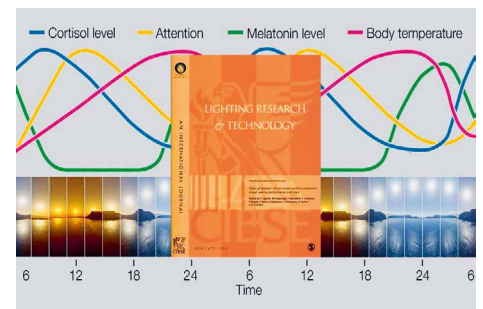 Cortisol level Attention Melatonin level Body temperature
AN INTERNATIONAL JOURNAL
LIGHTING RESEARCH
& TECHNOLOGY
CIBSE
6 12 18 24 6 12 18 24 6
Time